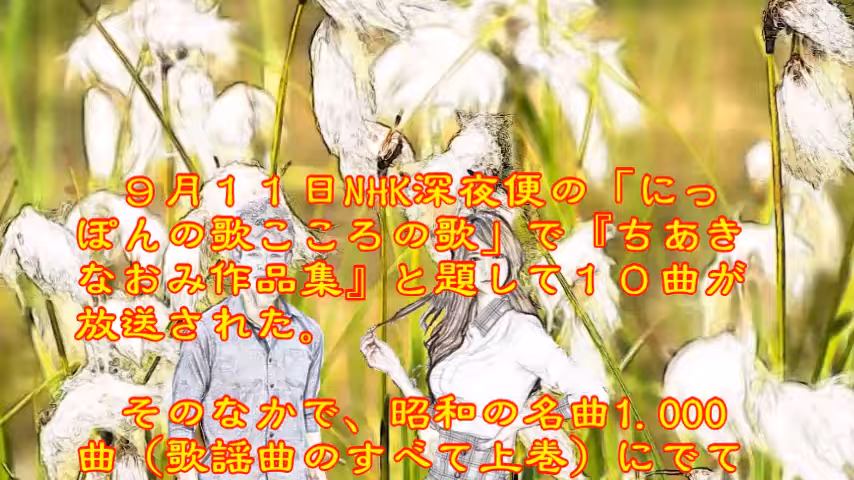 ９月１１日NHK深夜便の「にっ
ぽんの歌こころの歌」で『ちあき
なおみ作品集』と題して１０曲が
放送された。
そのなかで、昭和の名曲1.000
曲（歌謡曲のすべて上巻）にでて